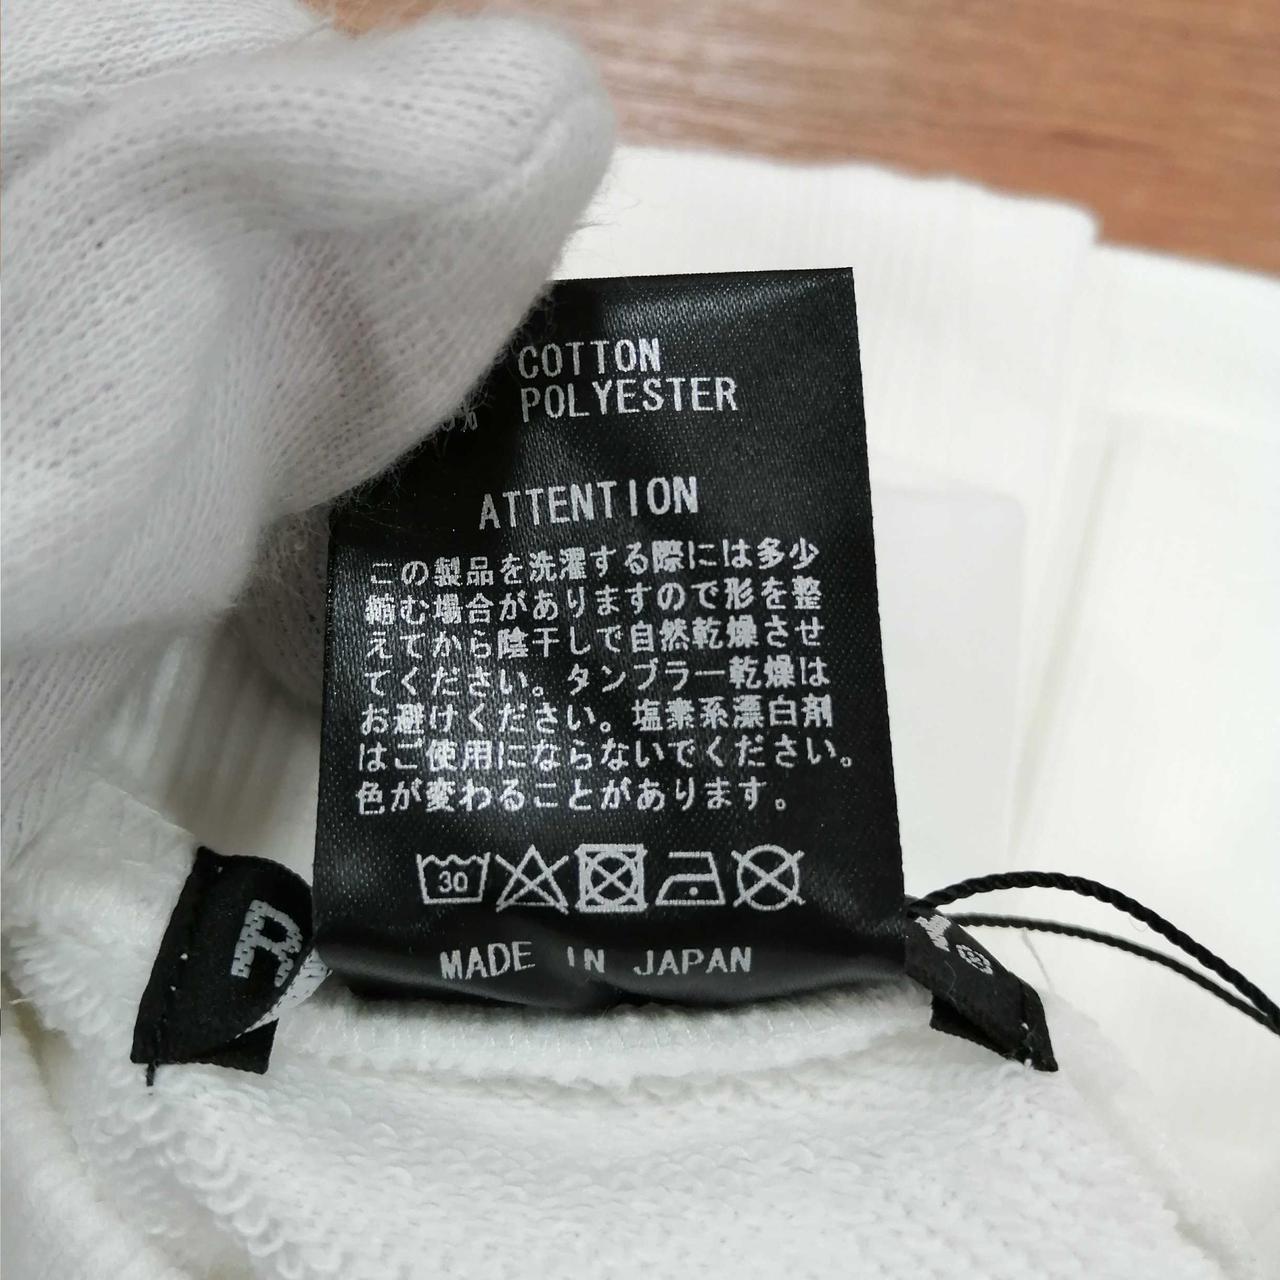 COTTON
% POLYESTER
ATTENTION
この製品を洗濯する際には多少
縮む場合がありますので形を整
えてから陰干しで自然乾燥させ
てください。タンブラー乾燥は
お避けください。塩素系漂白剤
はご使用にならないでください。
色が変わることがあります。
30
MADE IN JAPAN